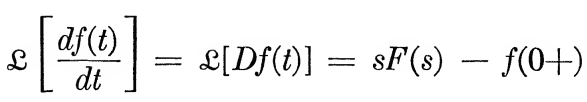 £[df(t)/dt] = £[Df(t)] = sF(s) − f(0+)